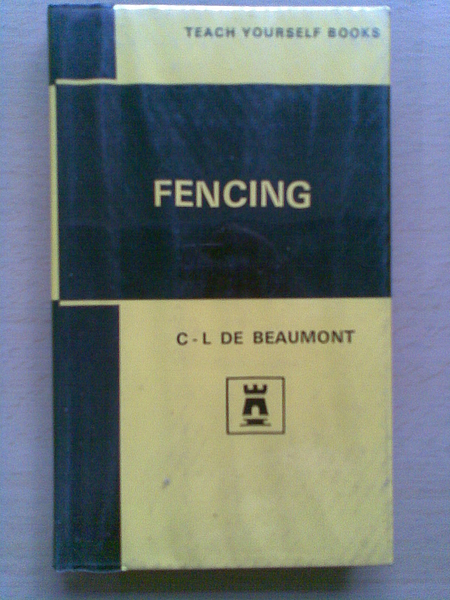 TEACH YOURSELF BOOKS
FENCING
C-L DE BEAUMONT